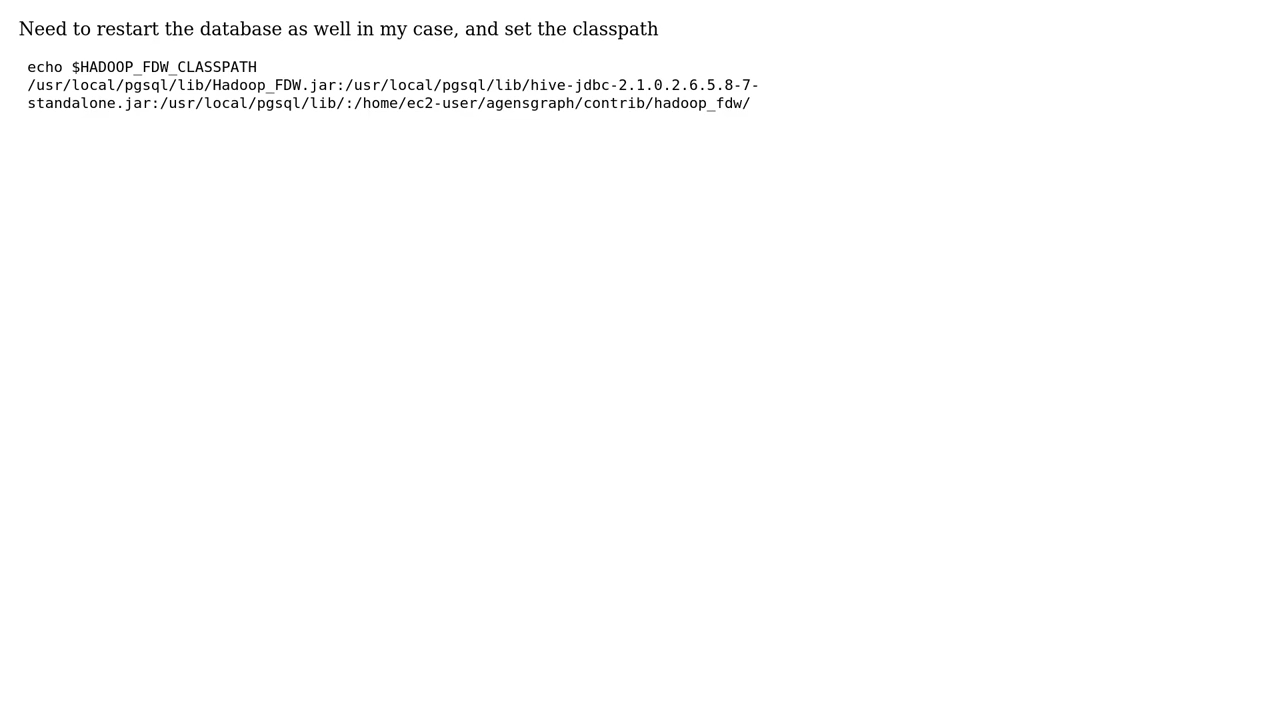 Need to restart the database as well in my case, and set the classpath
echo $HADOOP_FDW_CLASSPATH
/usr/local/pgsql/lib/Hadoop_FDW.jar:/usr/local/pgsql/lib/hive-jdbc-2.1.0.2.6.5.8-7-
standalone.jar:/usr/local/pgsql/lib/:/home/ec2-user/agensgraph/contrib/hadoop_fdw/